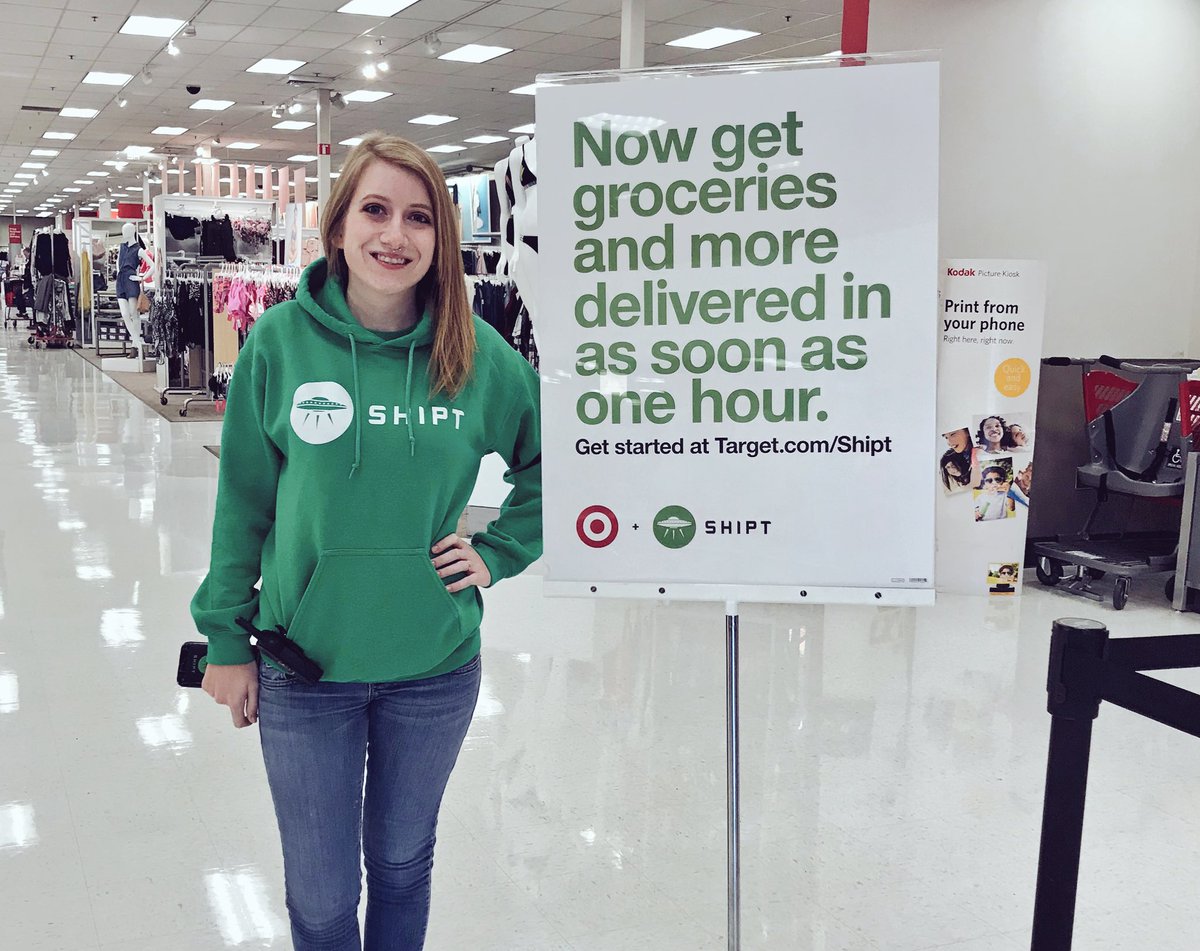 Now get
groceries
and more
delivered in
as soon as
one hour.
Get started at Target.com/Shipt
+ SHIPT
SHIPT
SHIPT
Kodak Picture Kiosk
Print from
your phone
Right here, right now
Quick and
easy